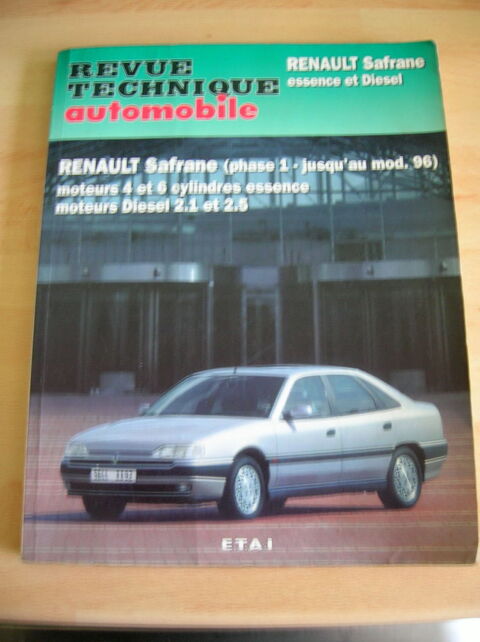 REVUE
TECHNIQUE
automobile
RENAULT Safrane
essence et Diesel
RENAULT Safrane (phase 1 - jusqu'au mod. 96)
moteurs 4 et 6 cylindres essence
moteurs Diesel 2.1 et 2.5
ETAI